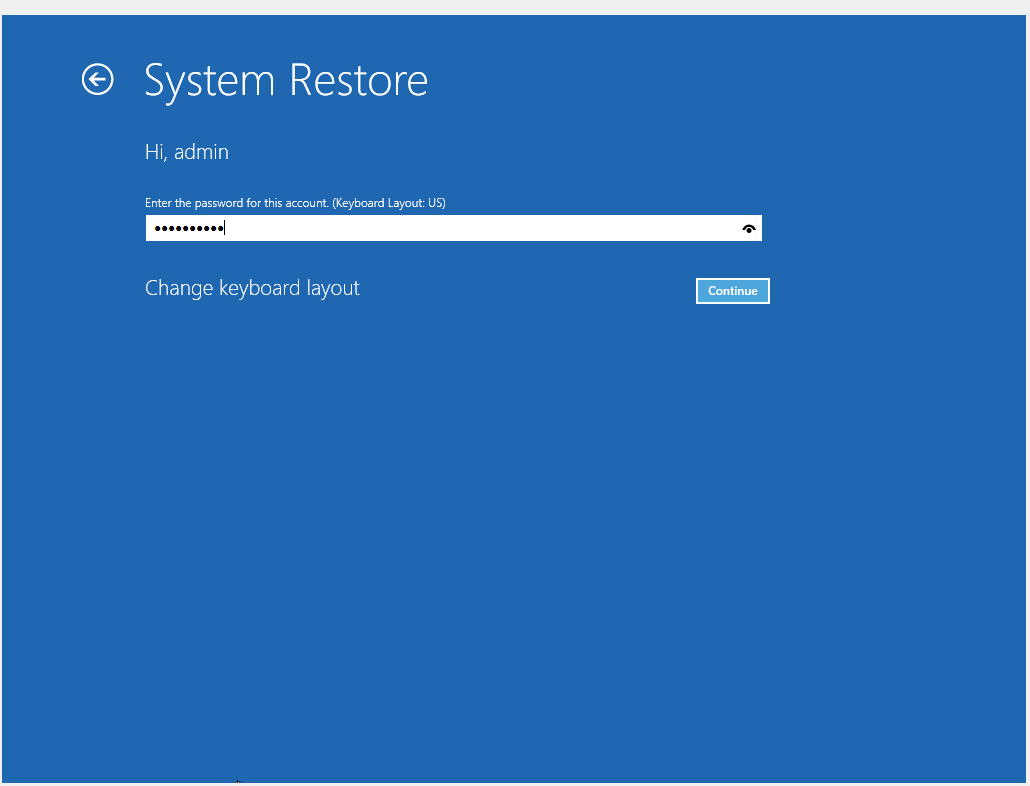 System Restore
Hi, admin
Enter the password for this account. (Keyboard Layout: US)
••••••••••
Change keyboard layout
Continue